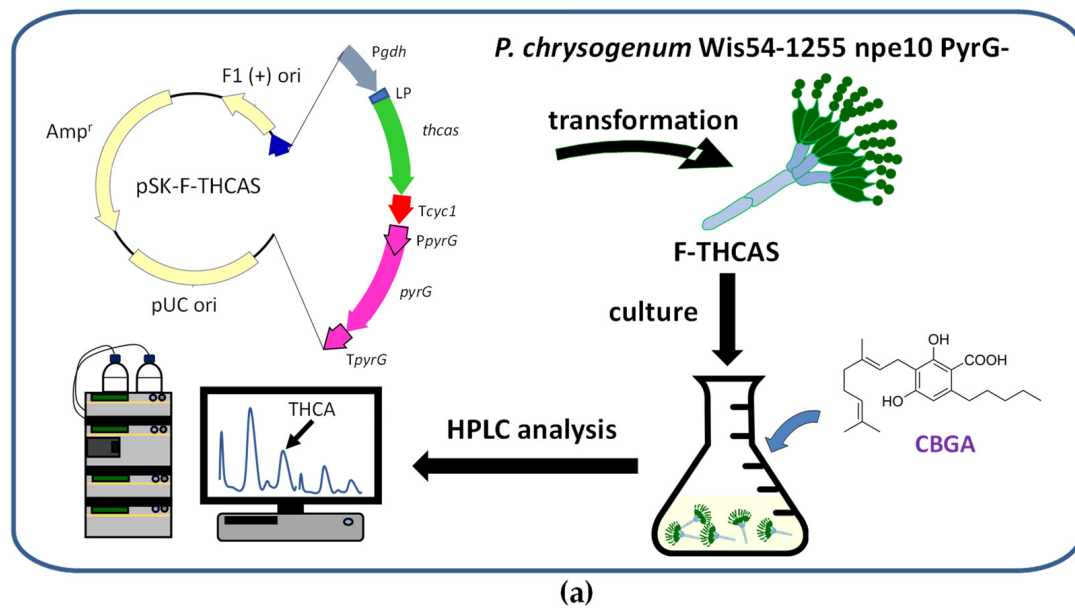 P. chrysogenum Wis54-1255 npe10 PyrG-
Pgdh
F1 (+) ori
LP
Ampʳ
thcas
transformation
pSK-F-THCAS
Tcyc1
PpyrG
F-THCAS
pyrG
pUC ori
culture
TpyrG
OH
COOH
HO
CBGA
THCA
HPLC analysis
(a)